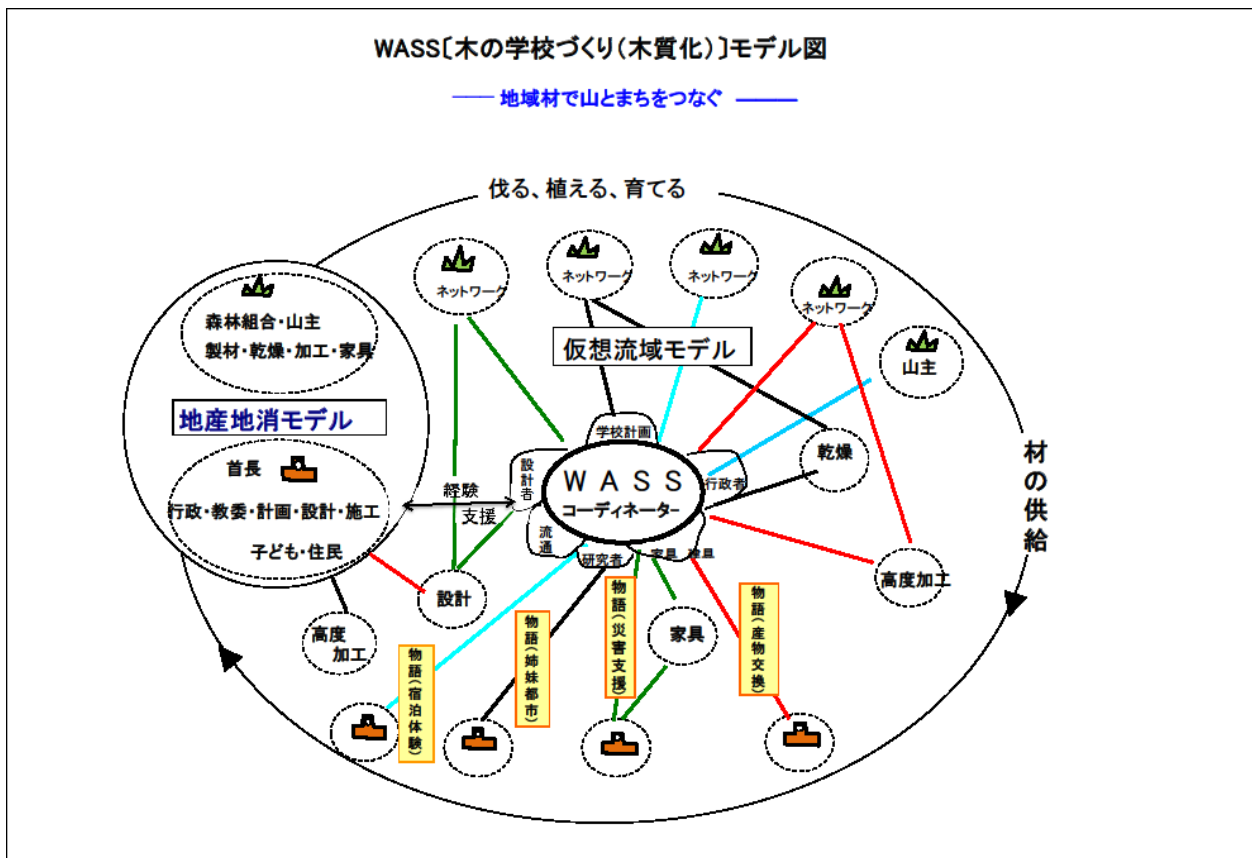 WASS〔木の学校づくり(木質化)〕モデル図
―― 地域材で山とまちをつなぐ ――
伐る、植える、育てる
ネットワーク
ネットワーク
ネットワーク
ネットワーク
山主
森林組合・山主
製材・乾燥・加工・家具
地産地消モデル
首長
行政・教委・計画・設計・施工
子ども・住民
仮想流域モデル
学校計画
設計者
行政者
WASS
コーディネーター
流通
研究者
家具
建具
経験
支援
乾燥
材の供給
高度加工
設計
高度
加工
家具
物語(宿泊体験)
物語(姉妹都市)
物語(災害支援)
物語(産物交換)